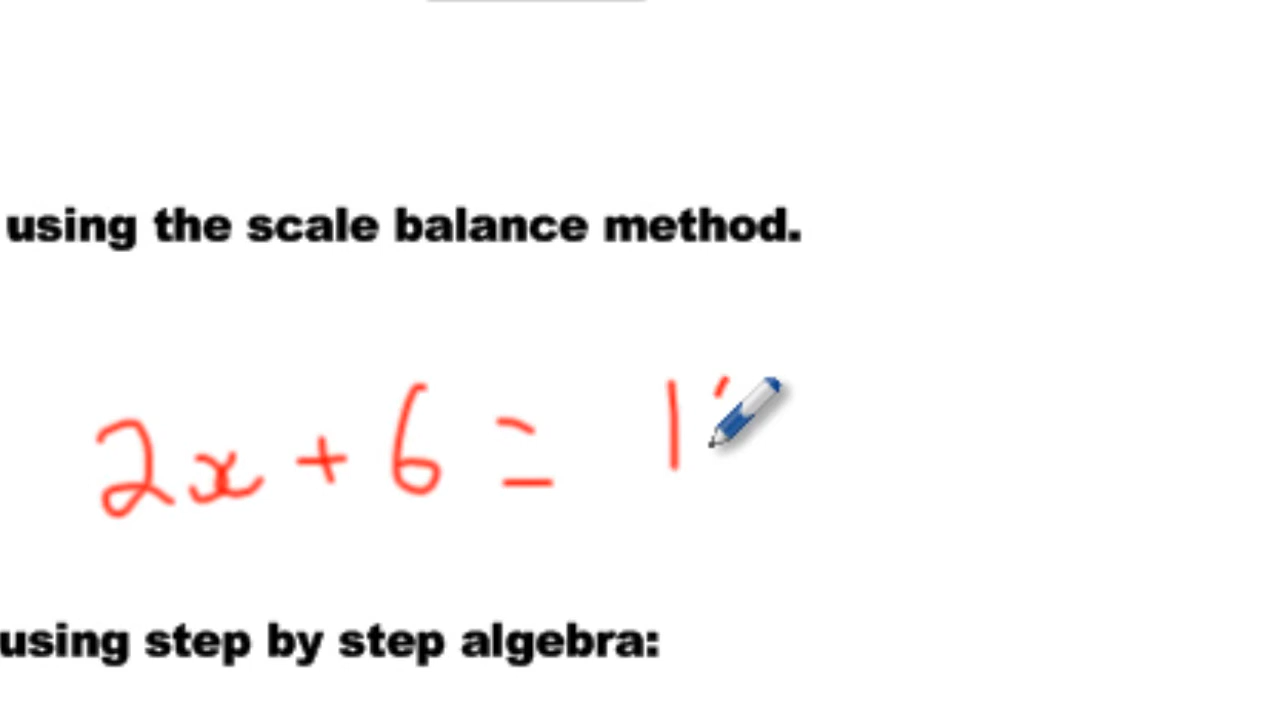 using the scale balance method.
2x + 6 = 1
using step by step algebra: